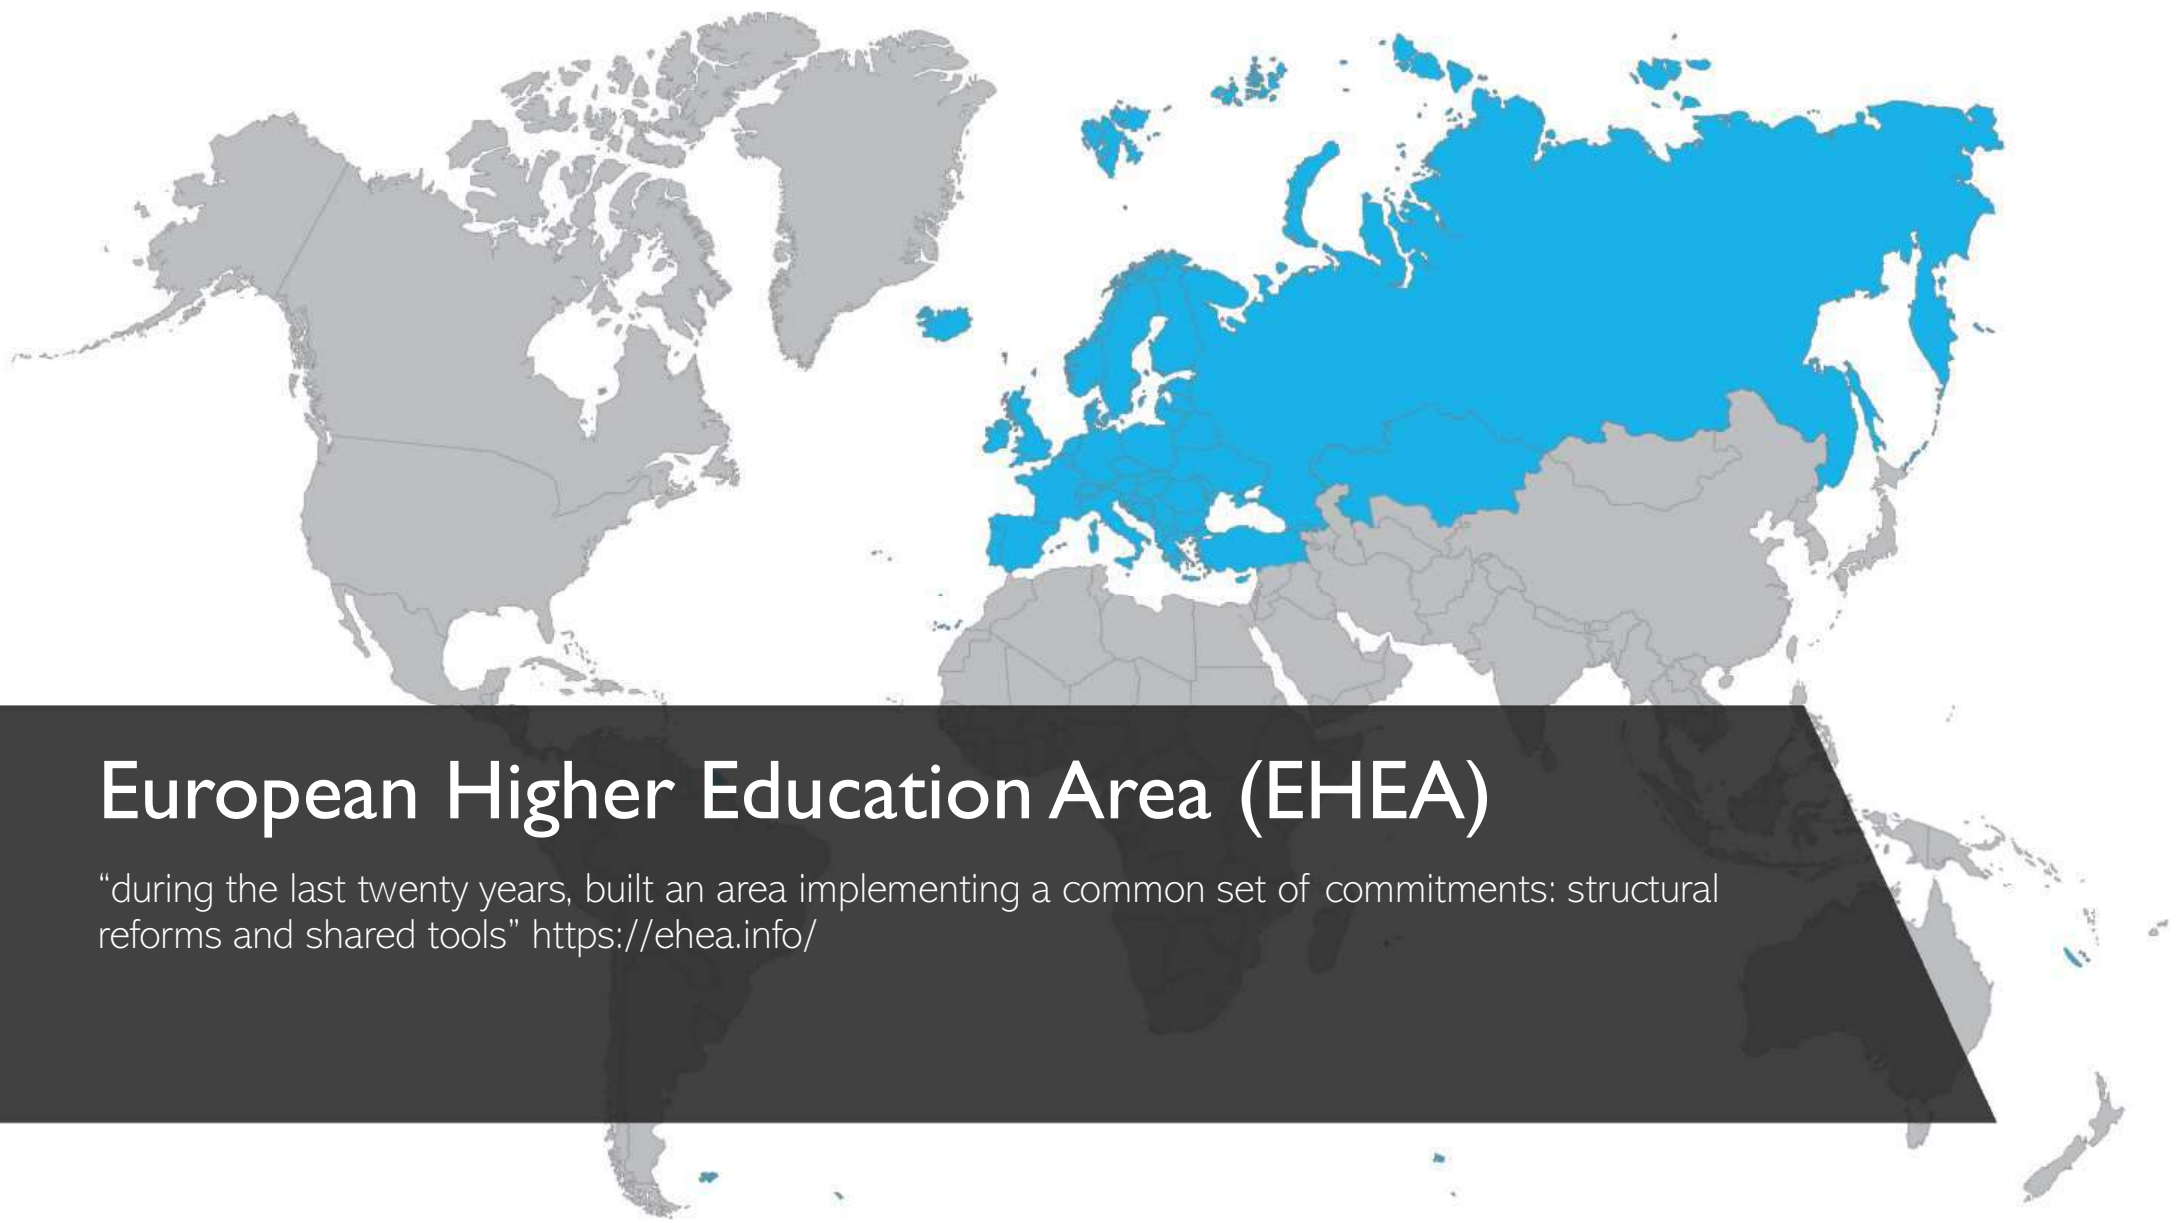 European Higher Education Area (EHEA)
“during the last twenty years, built an area implementing a common set of commitments: structural
reforms and shared tools” https://ehea.info/